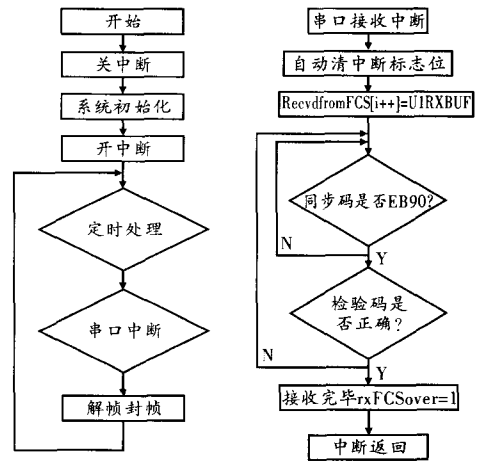 开始
关中断
系统初始化
开中断
定时处理
串口中断
解帧封帧
串口接收中断
自动清中断标志位
RecvdfromFCS[i++]=U1RXBUF
同步码是否EB90?
N
Y
检验码是
否正确?
N
Y
接收完毕rxFCSover=1
中断返回